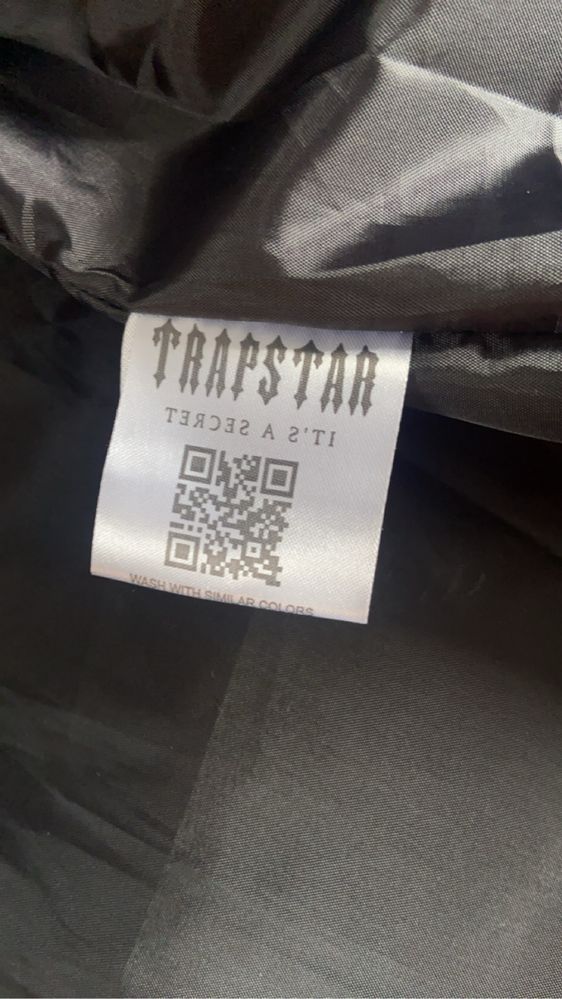 TRAPSTAR
IT'S A SECRET
WASH WITH SIMILAR COLORS